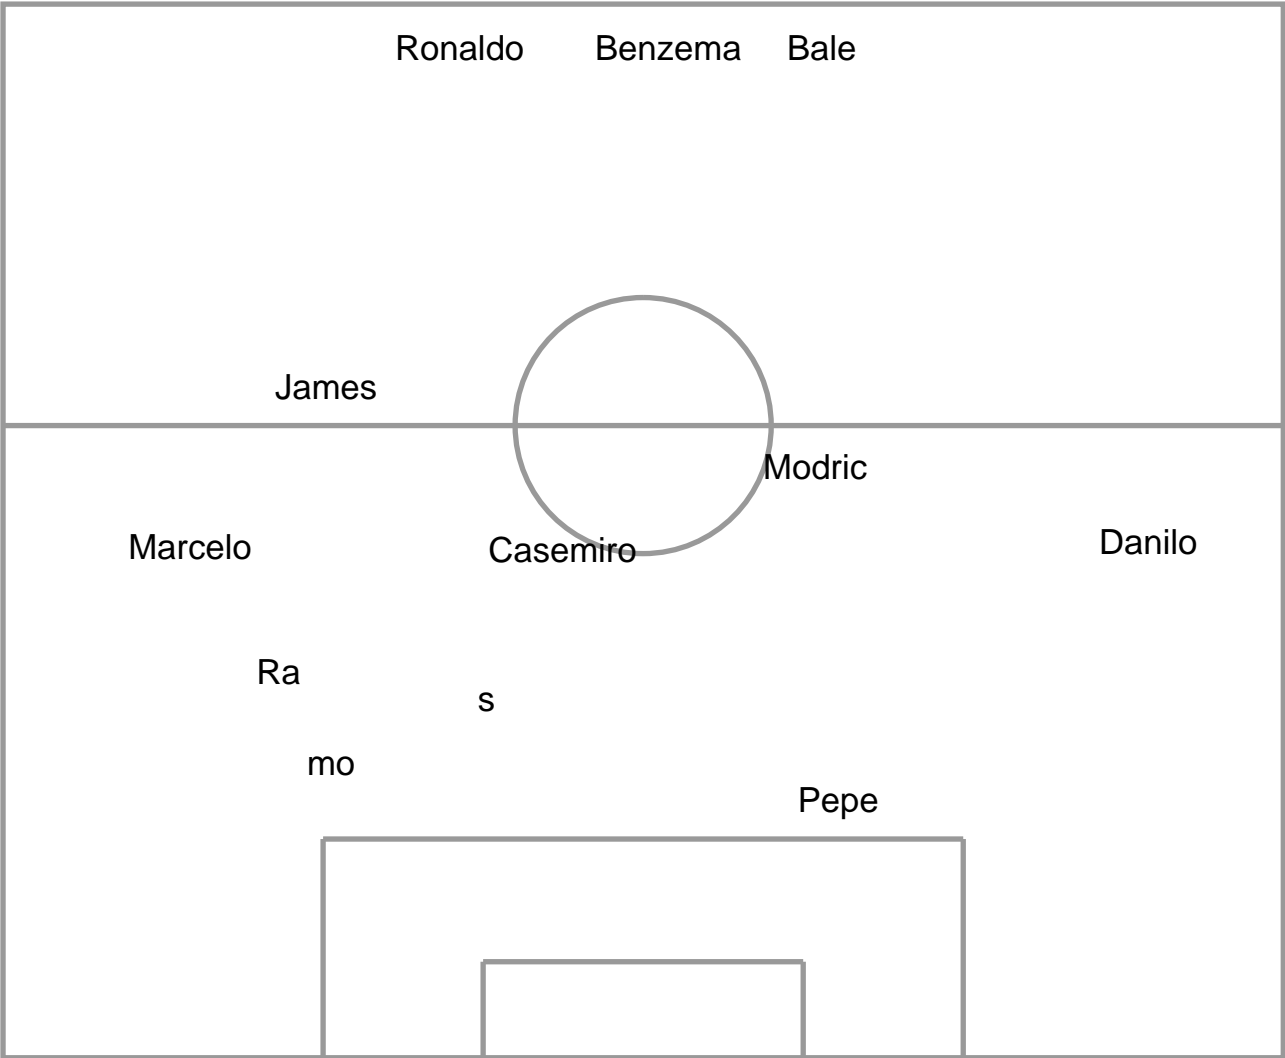 Ronaldo Benzema Bale
James
Modric
Marcelo Casemiro Danilo
Ra
s
mo
Pepe